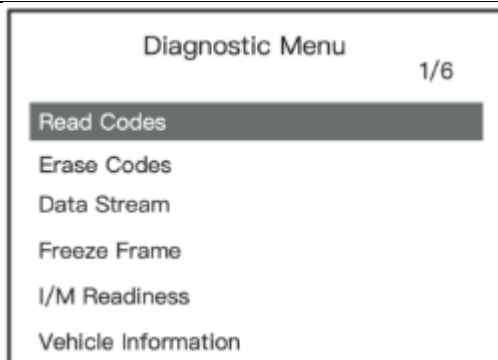 Diagnostic Menu
1/6
Read Codes
Erase Codes
Data Stream
Freeze Frame
I/M Readiness
Vehicle Information